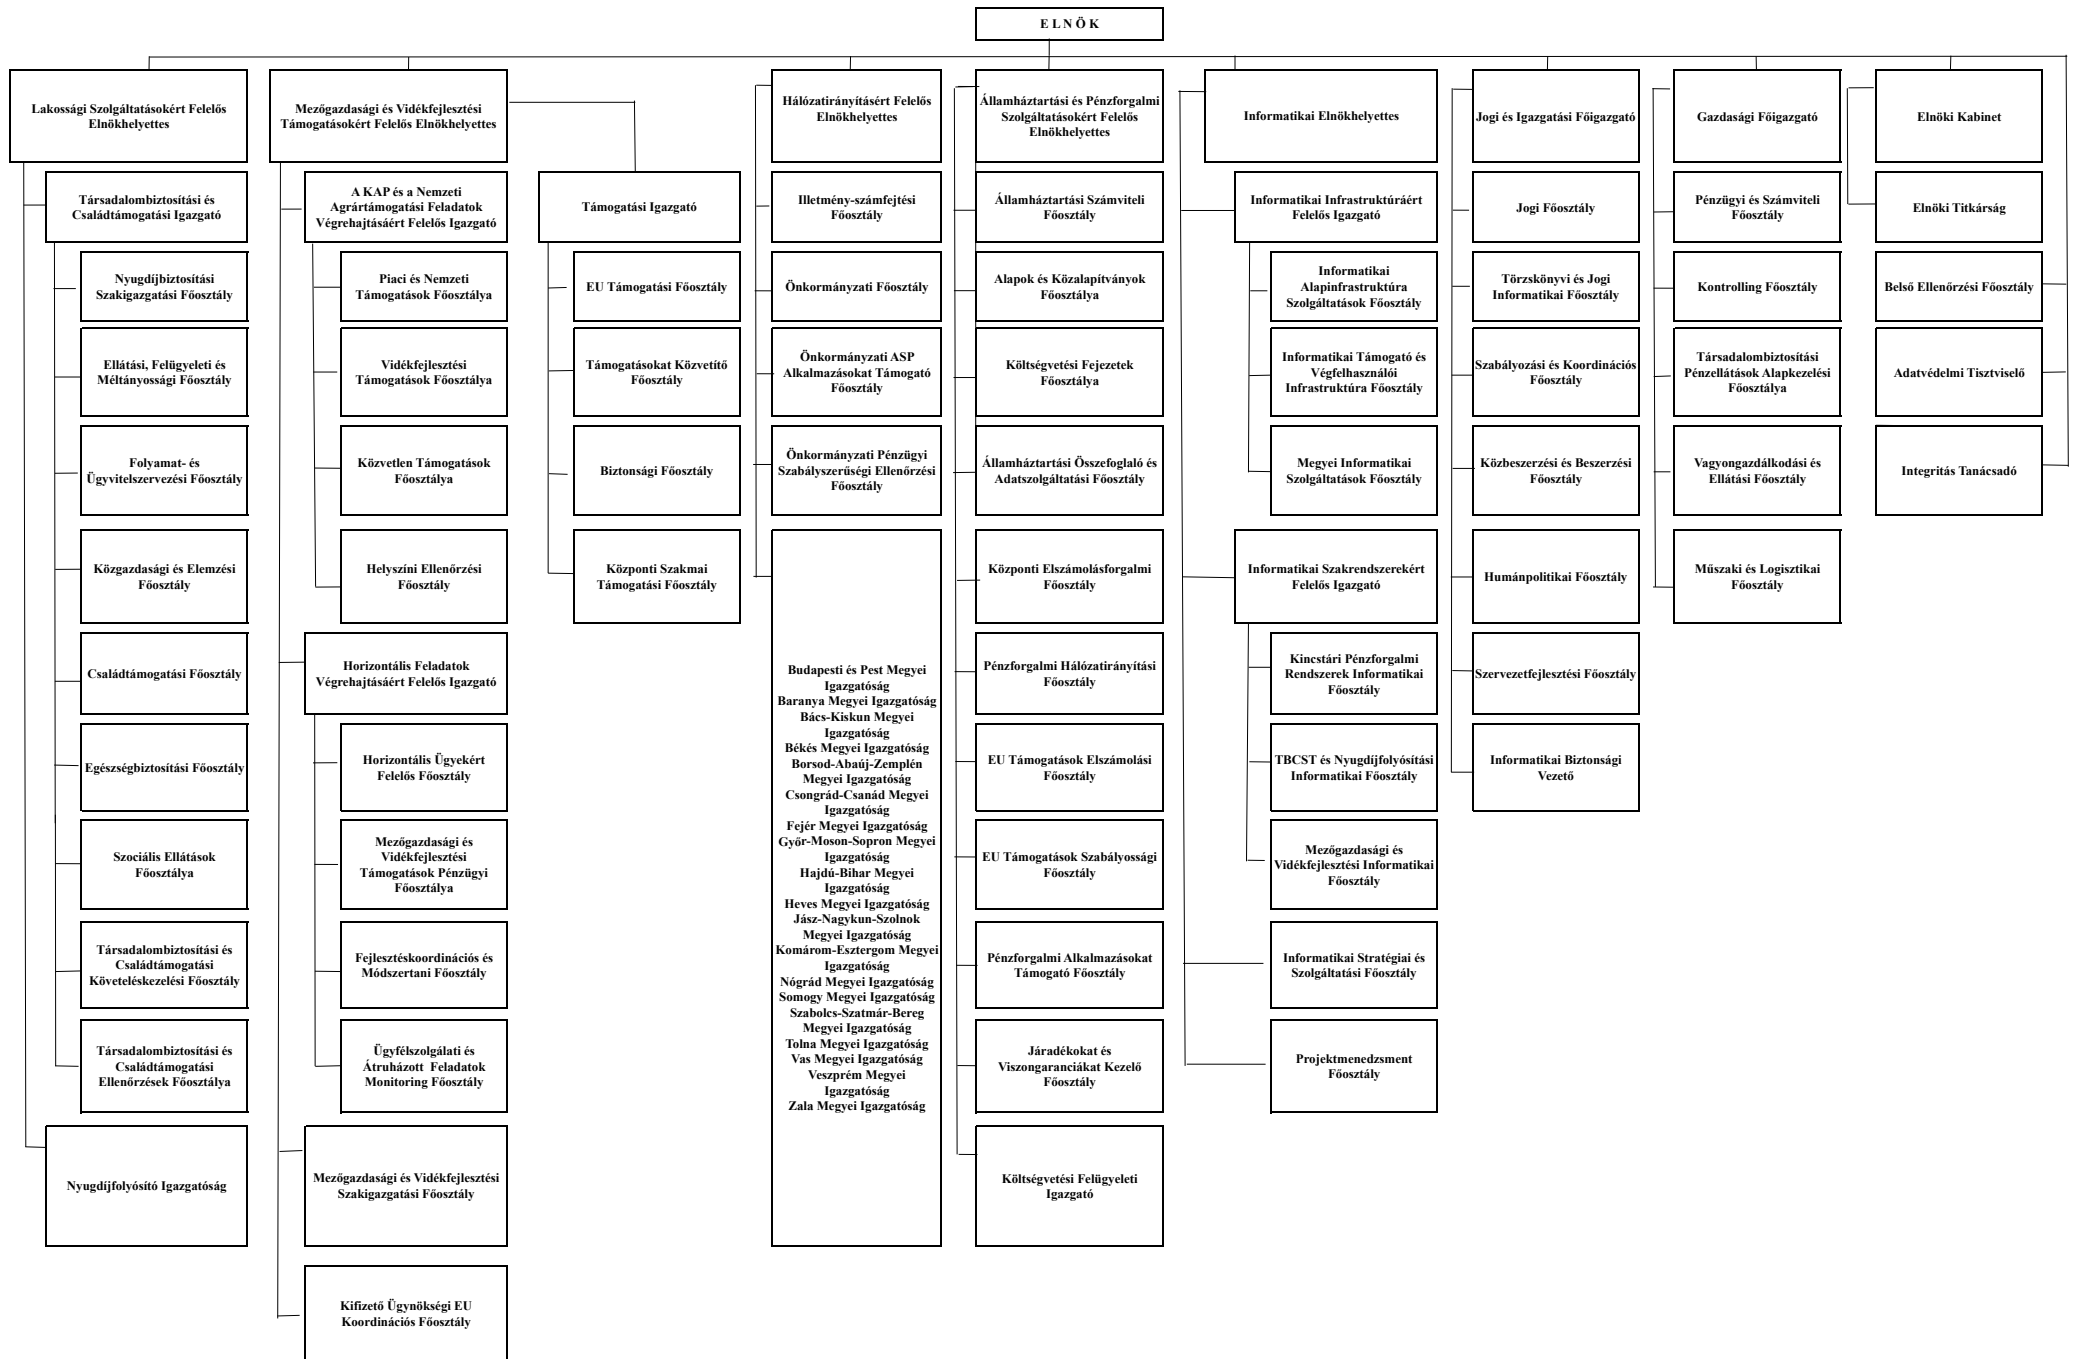 E L N Ö K
Lakossági Szolgáltatásokért Felelős
Elnökhelyettes
Társadalombiztosítási és
Családtámogatási Igazgató
Nyugdíjbiztosítási
Szakigazgatási Főosztály
Ellátási, Felügyeleti és
Méltányossági Főosztály
Folyamat- és
Ügyvitelszervezési Főosztály
Közgazdasági és Elemzési
Főosztály
Családtámogatási Főosztály
Egészségbiztosítási Főosztály
Szociális Ellátások
Főosztálya
Társadalombiztosítási és
Családtámogatási
Követeléskezelési Főosztály
Társadalombiztosítási és
Családtámogatási
Ellenőrzések Főosztálya
Nyugdíjfolyósító Igazgatóság
Mezőgazdasági és Vidékfejlesztési
Támogatásokért Felelős Elnökhelyettes
A KAP és a Nemzeti
Agrártámogatási Feladatok
Végrehajtásáért Felelős Igazgató
Piaci és Nemzeti
Támogatások Főosztálya
Vidékfejlesztési
Támogatások Főosztálya
Közvetlen Támogatások
Főosztálya
Helyszíni Ellenőrzési
Főosztály
Horizontális Feladatok
Végrehajtásáért Felelős Igazgató
Horizontális Ügyekért
Felelős Főosztály
Mezőgazdasági és
Vidékfejlesztési
Támogatások Pénzügyi
Főosztálya
Fejlesztéskoordinációs és
Módszertani Főosztály
Ügyfélszolgálati és
Átruházott  Feladatok
Monitoring Főosztály
Mezőgazdasági és Vidékfejlesztési
Szakigazgatási Főosztály
Kifizető Ügynökségi EU
Koordinációs Főosztály
Támogatási Igazgató
EU Támogatási Főosztály
Támogatásokat Közvetítő
Főosztály
Biztonsági Főosztály
Központi Szakmai
Támogatási Főosztály
Hálózatirányításért Felelős
Elnökhelyettes
Illetmény-számfejtési
Főosztály
Önkormányzati Főosztály
Önkormányzati ASP
Alkalmazásokat Támogató
Főosztály
Önkormányzati Pénzügyi
Szabályszerűségi Ellenőrzési
Főosztály
Budapesti és Pest Megyei
Igazgatóság
Baranya Megyei Igazgatóság
Bács-Kiskun Megyei
Igazgatóság
Békés Megyei Igazgatóság
Borsod-Abaúj-Zemplén
Megyei Igazgatóság
Csongrád-Csanád Megyei
Igazgatóság
Fejér Megyei Igazgatóság
Győr-Moson-Sopron Megyei
Igazgatóság
Hajdú-Bihar Megyei
Igazgatóság
Heves Megyei Igazgatóság
Jász-Nagykun-Szolnok
Megyei Igazgatóság
Komárom-Esztergom Megyei
Igazgatóság
Nógrád Megyei Igazgatóság
Somogy Megyei Igazgatóság
Szabolcs-Szatmár-Bereg
Megyei Igazgatóság
Tolna Megyei Igazgatóság
Vas Megyei Igazgatóság
Veszprém Megyei
Igazgatóság
Zala Megyei Igazgatóság
Államháztartási és Pénzforgalmi
Szolgáltatásokért Felelős
Elnökhelyettes
Államháztartási Számviteli
Főosztály
Alapok és Közalapítványok
Főosztálya
Költségvetési Fejezetek
Főosztálya
Államháztartási Összefoglaló és
Adatszolgáltatási Főosztály
Központi Elszámolásforgalmi
Főosztály
Pénzforgalmi Hálózatirányítási
Főosztály
EU Támogatások Elszámolási
Főosztály
EU Támogatások Szabályossági
Főosztály
Pénzforgalmi Alkalmazásokat
Támogató Főosztály
Járadékokat és
Viszongaranciákat Kezelő
Főosztály
Költségvetési Felügyeleti
Igazgató
Informatikai Elnökhelyettes
Informatikai Infrastruktúráért
Felelős Igazgató
Informatikai
Alapinfrastruktúra
Szolgáltatások Főosztály
Informatikai Támogató és
Végfelhasználói
Infrastruktúra Főosztály
Megyei Informatikai
Szolgáltatások Főosztály
Informatikai Szakrendszerekért
Felelős Igazgató
Kincstári Pénzforgalmi
Rendszerek Informatikai
Főosztály
TBCST és Nyugdíjfolyósítási
Informatikai Főosztály
Mezőgazdasági és
Vidékfejlesztési Informatikai
Főosztály
Informatikai Stratégiai és
Szolgáltatási Főosztály
Projektmenedzsment
Főosztály
Jogi és Igazgatási Főigazgató
Jogi Főosztály
Törzskönyvi és Jogi
Informatikai Főosztály
Szabályozási és Koordinációs
Főosztály
Közbeszerzési és Beszerzési
Főosztály
Humánpolitikai Főosztály
Szervezetfejlesztési Főosztály
Informatikai Biztonsági
Vezető
Gazdasági Főigazgató
Pénzügyi és Számviteli
Főosztály
Kontrolling Főosztály
Társadalombiztosítási
Pénzellátások Alapkezelési
Főosztálya
Vagyongazdálkodási és
Ellátási Főosztály
Műszaki és Logisztikai
Főosztály
Elnöki Kabinet
Elnöki Titkárság
Belső Ellenőrzési Főosztály
Adatvédelmi Tisztviselő
Integritás Tanácsadó